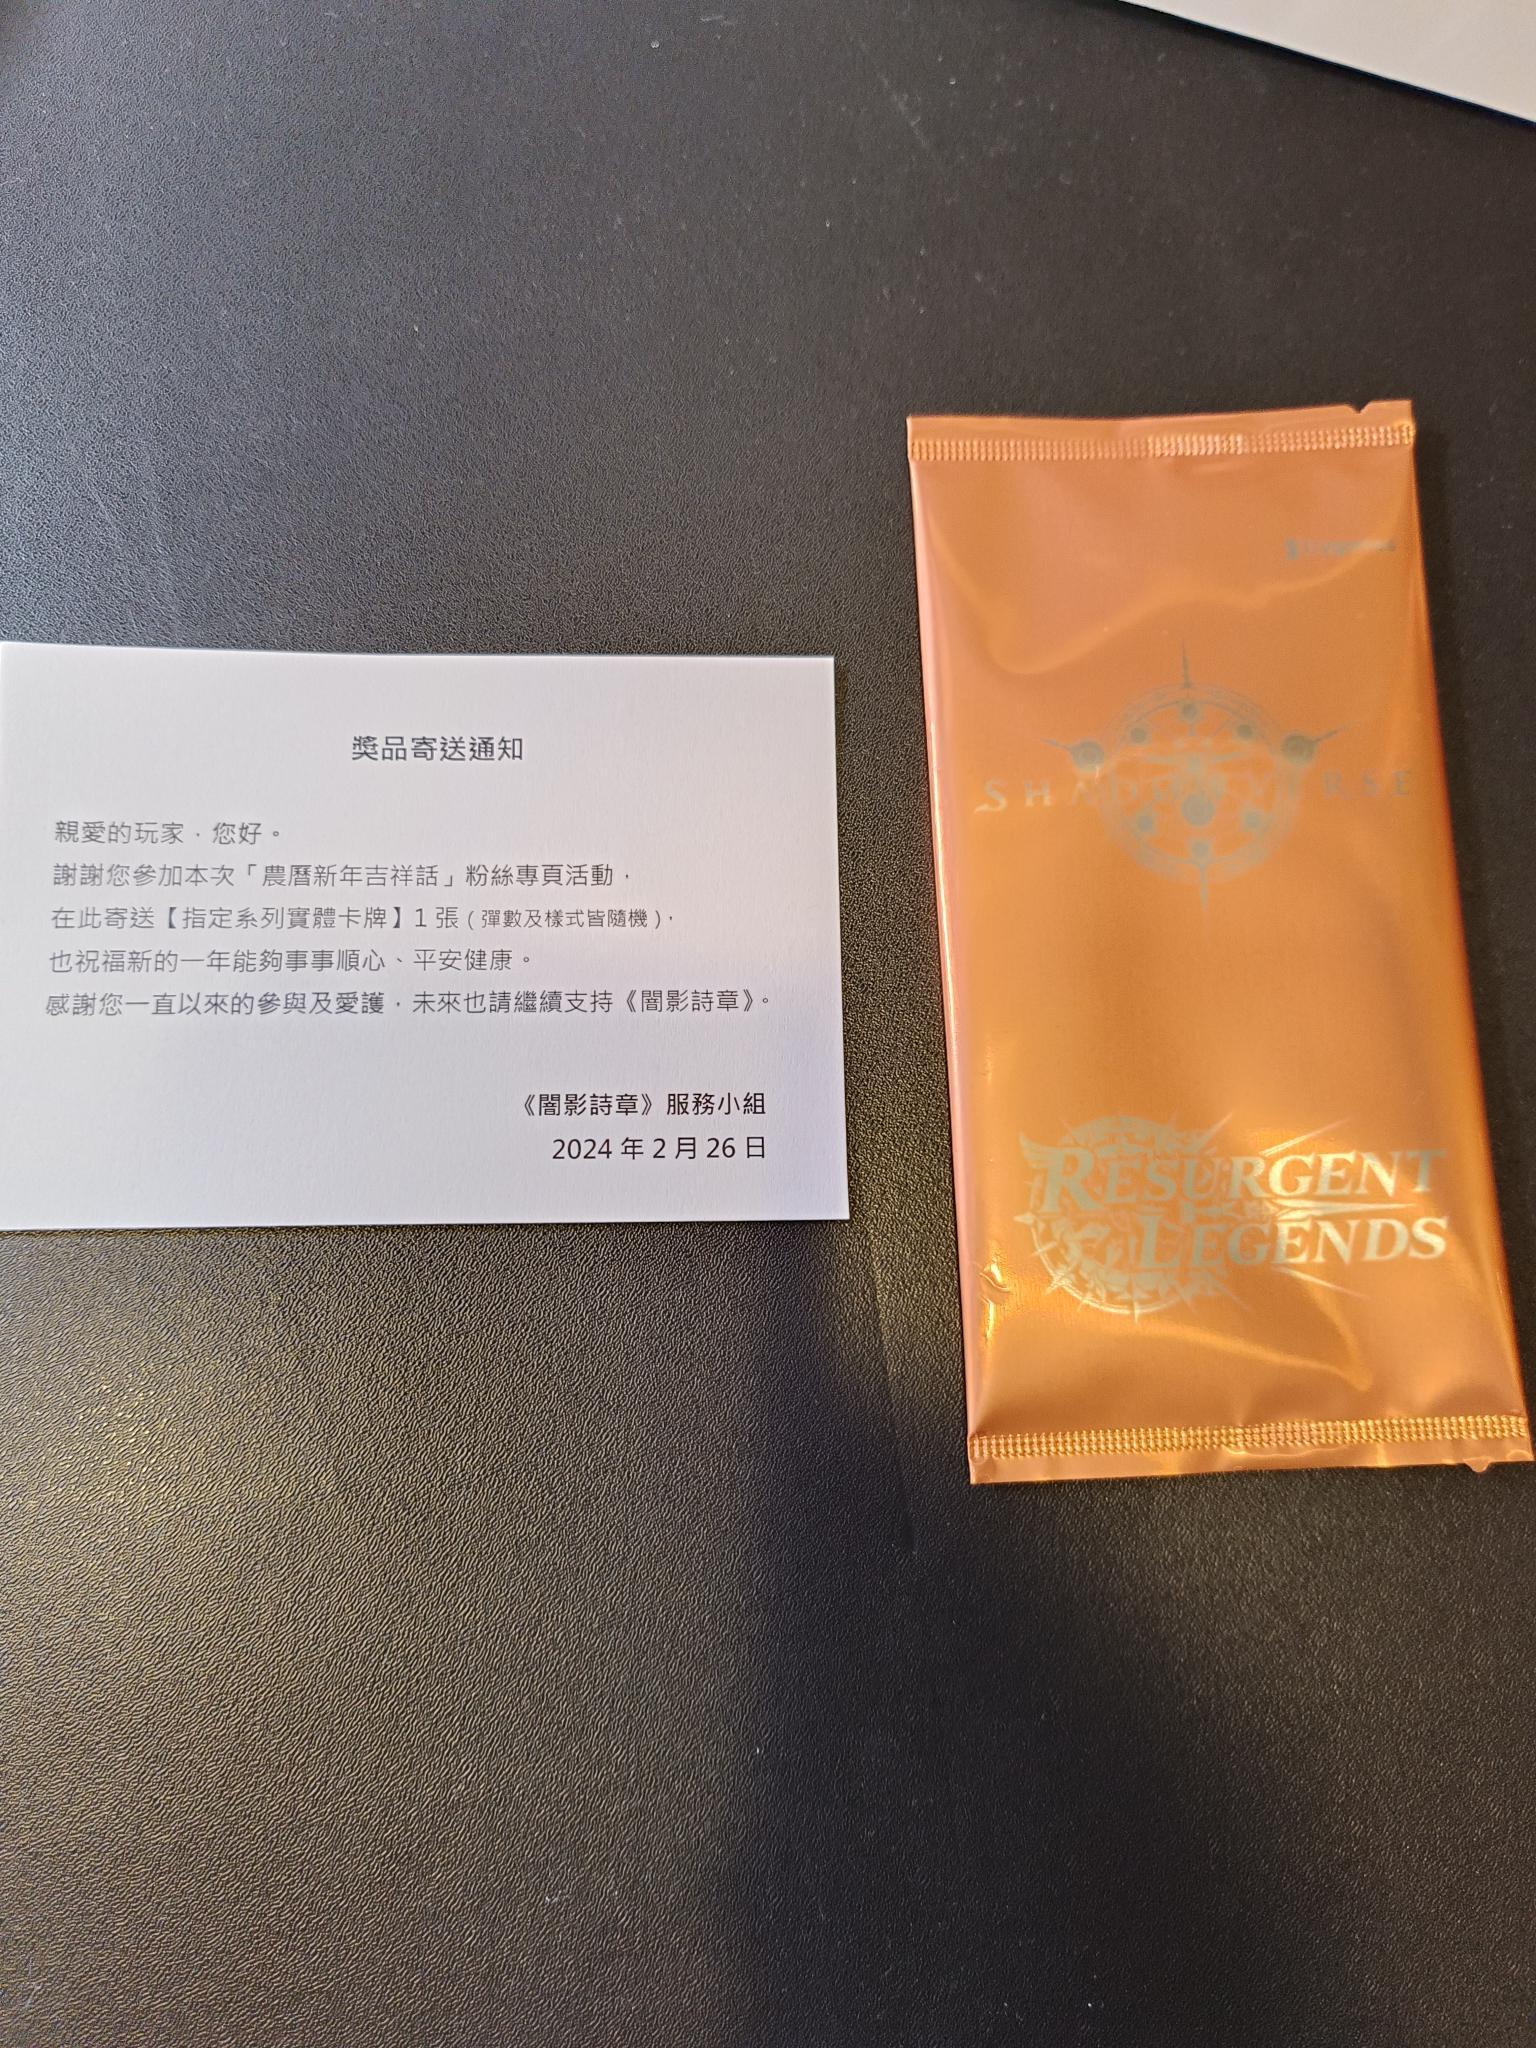 獎品寄送通知
親愛的玩家，您好。
謝謝您參加本次「農曆新年吉祥話」粉絲專頁活動，
在此寄送【指定系列實體卡牌】1 張（彈數及樣式皆隨機），
也祝福新的一年能夠事事順心、平安健康。
感謝您一直以來的參與及愛護，未來也請繼續支持《闇影詩章》。
《闇影詩章》服務小組
2024 年 2 月 26 日
SHADOWVERSE
RESURGENT
LEGENDS